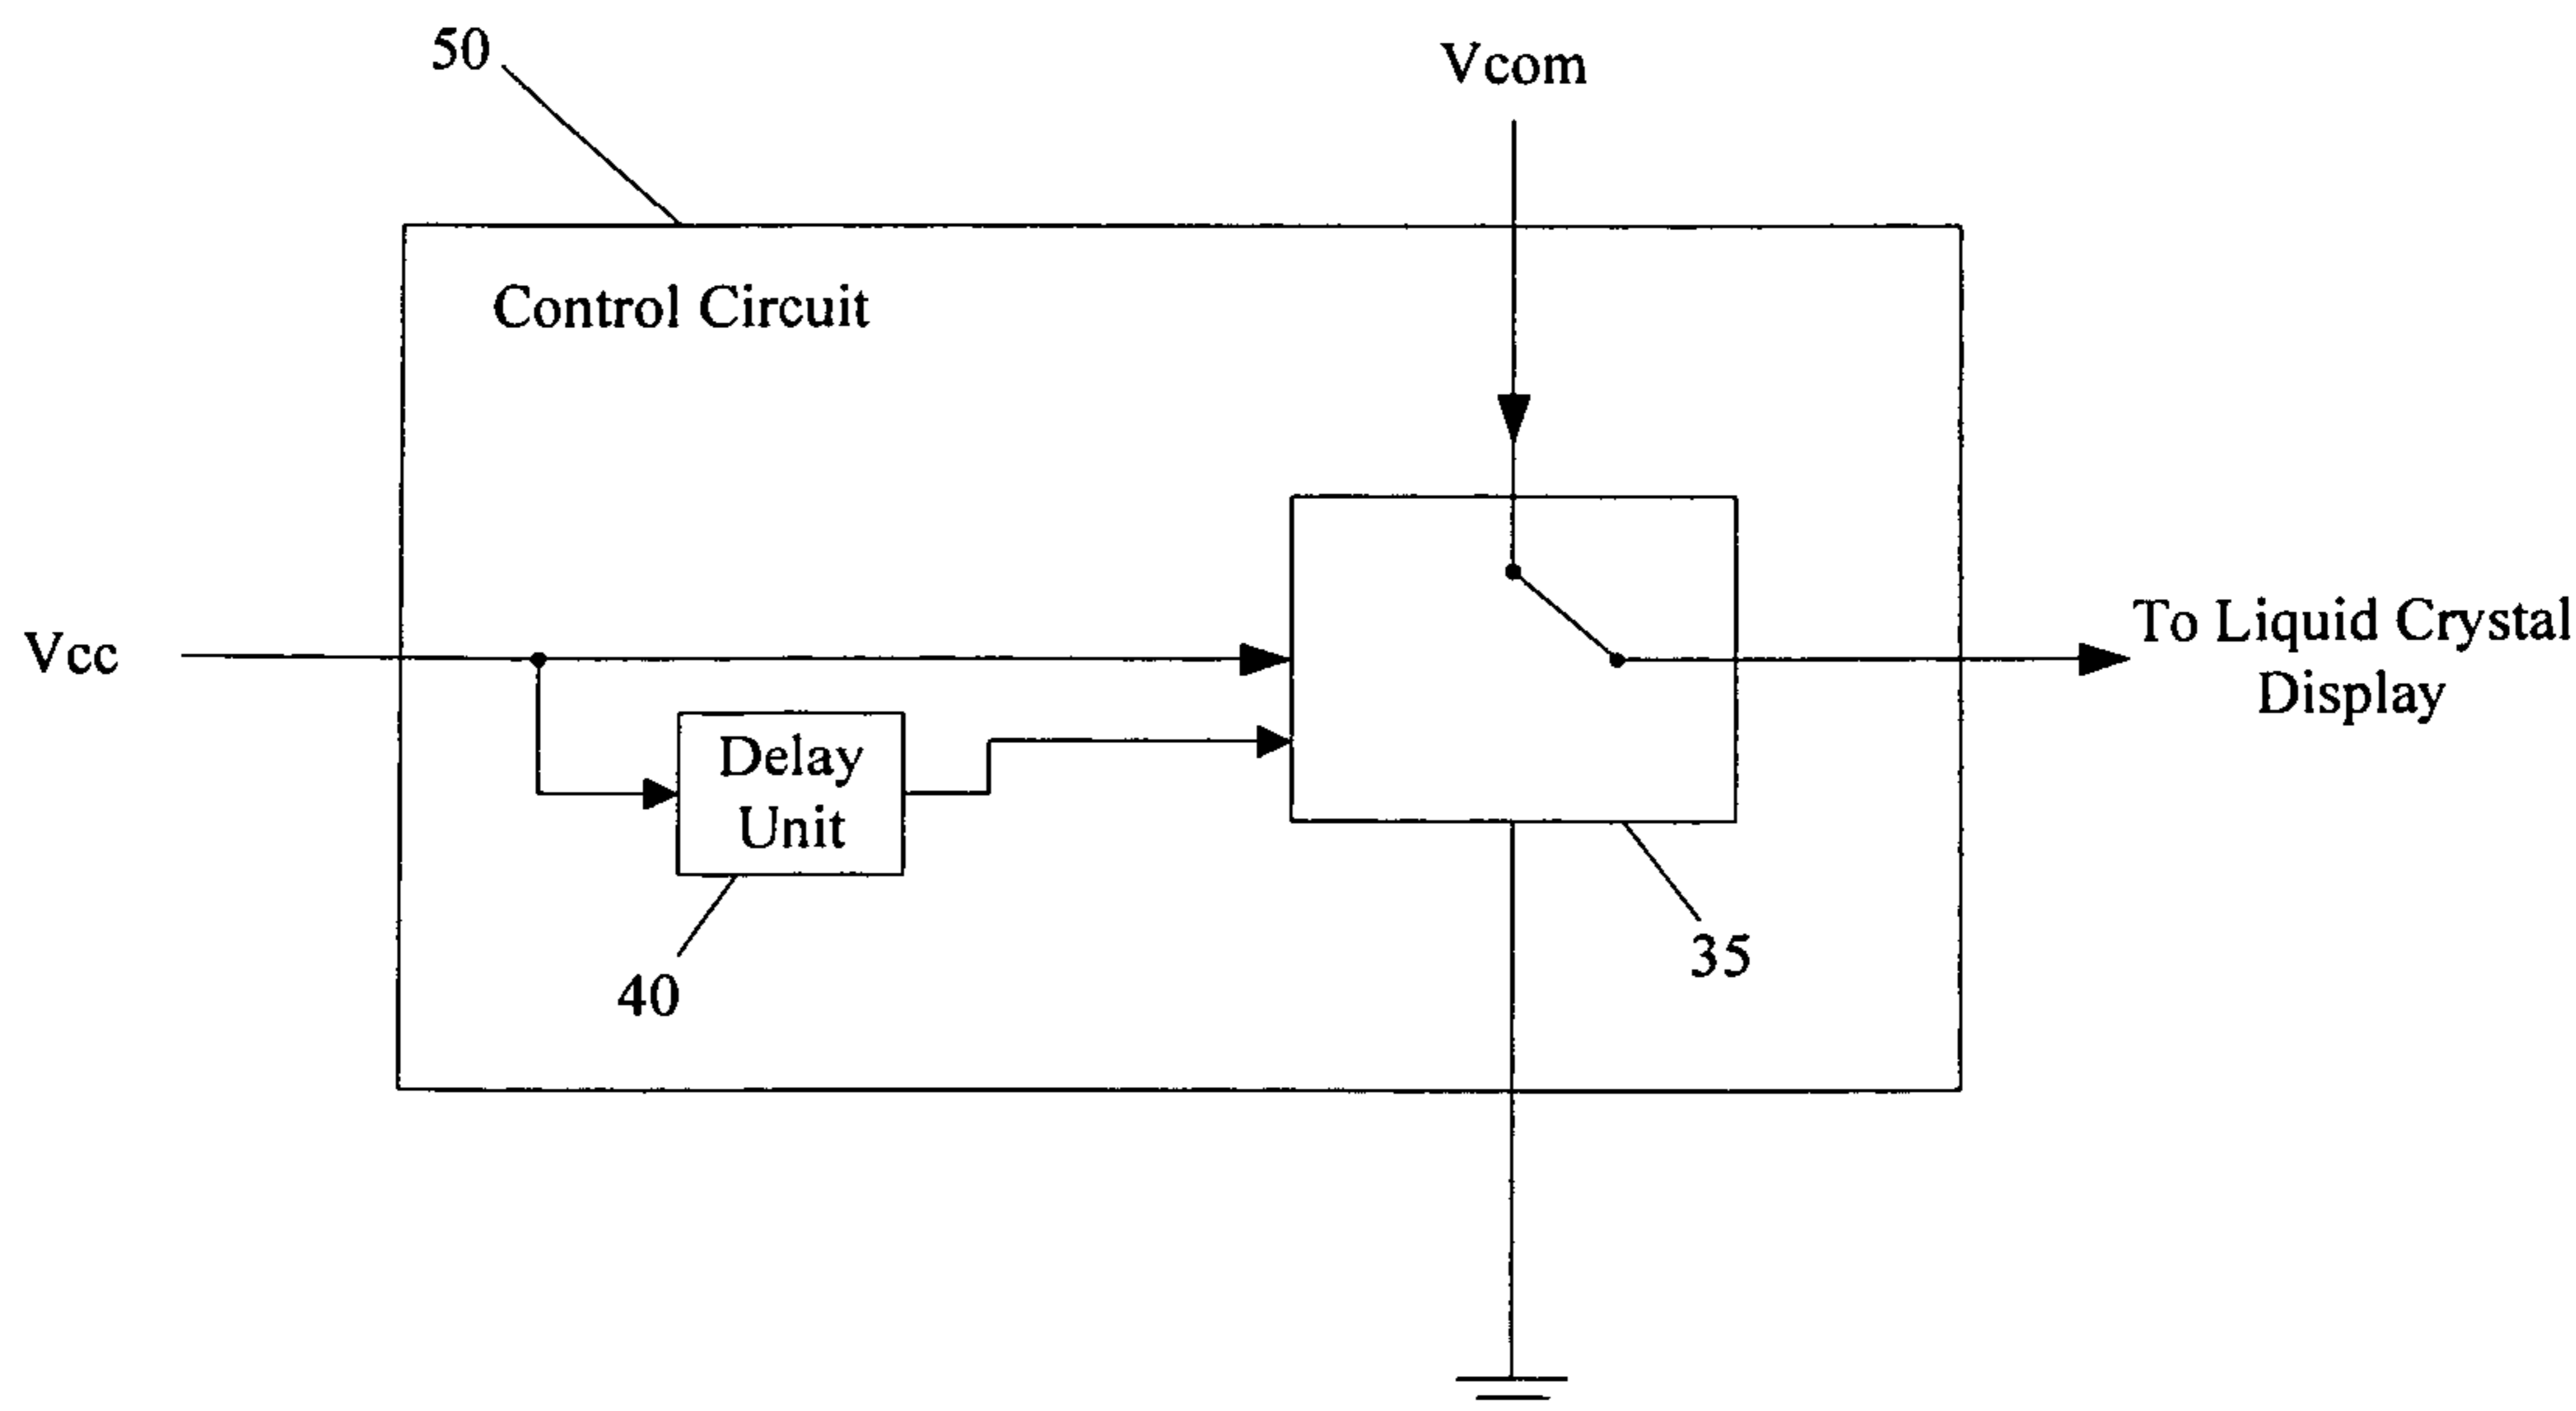 50
Vcom
Control Circuit
Vcc
To Liquid Crystal
Display
Delay
Unit
40
35